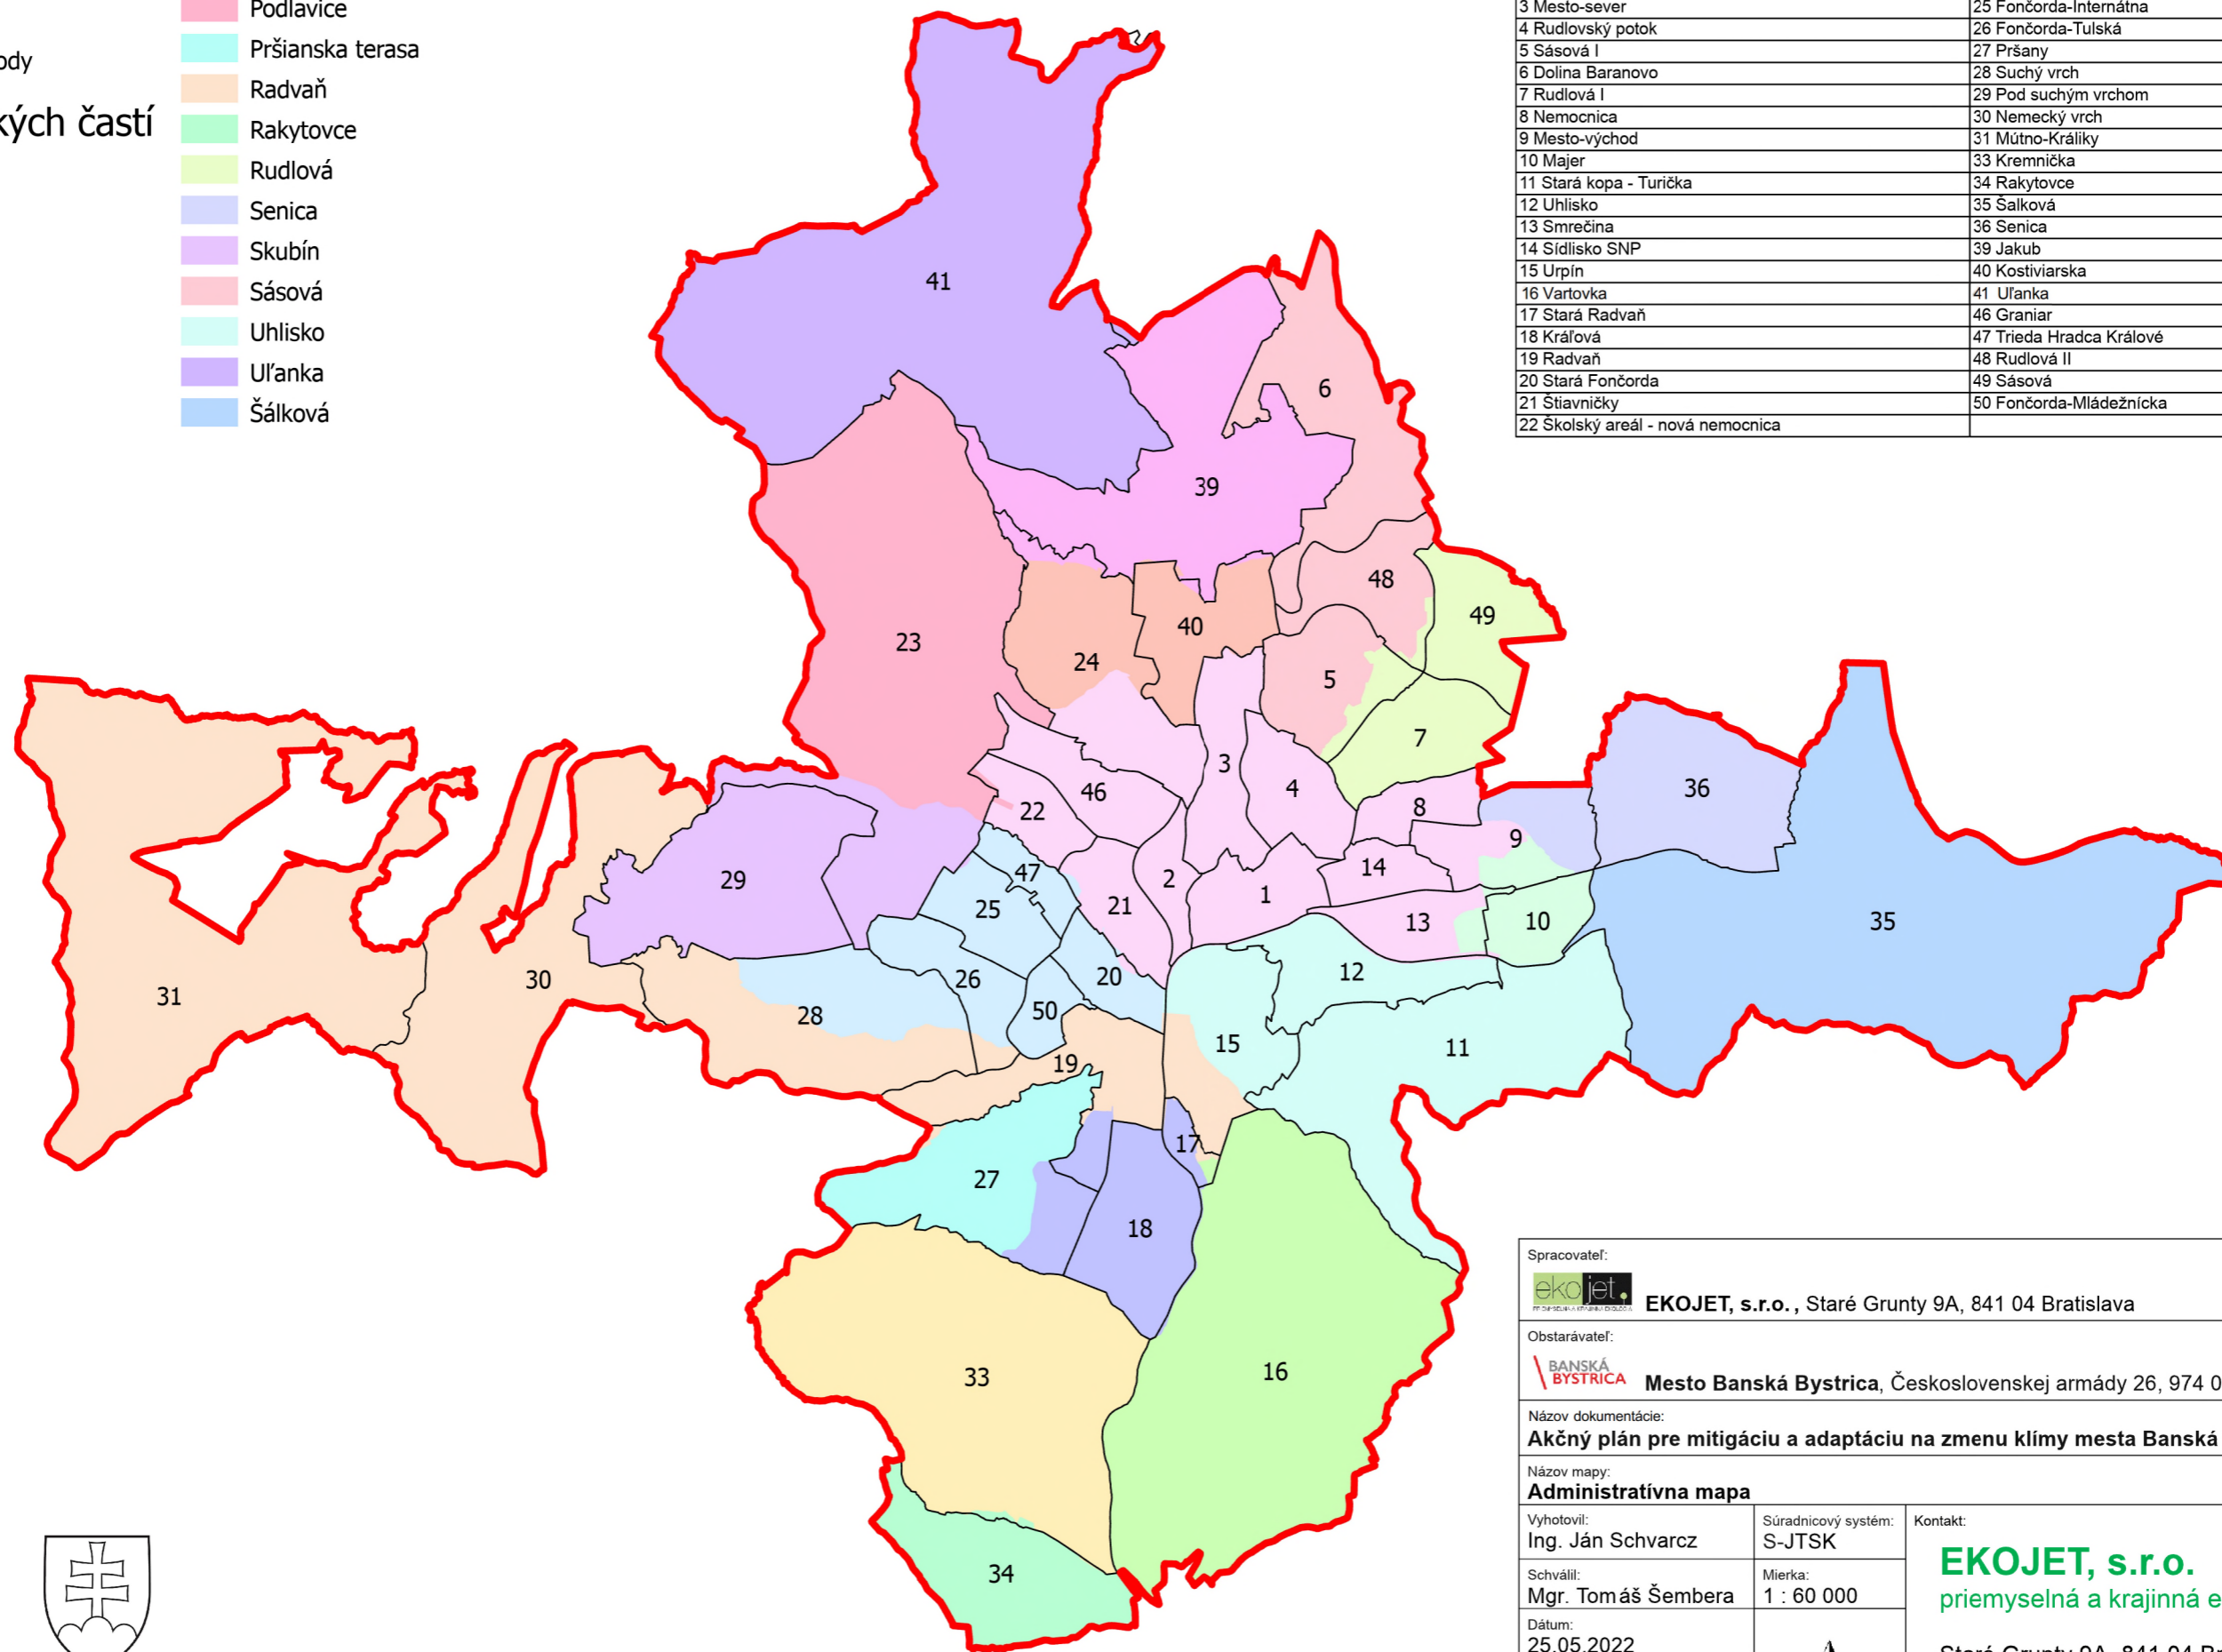 ody
kých častí
Podlavice
Pršianska terasa
Radvaň
Rakytovce
Rudlová
Senica
Skubín
Sásová
Uhlisko
Uľanka
Šálková
3 Mesto-sever
4 Rudlovský potok
5 Sásová I
6 Dolina Baranovo
7 Rudlová I
8 Nemocnica
9 Mesto-východ
10 Majer
11 Stará kopa - Turička
12 Uhlisko
13 Smrečina
14 Sídlisko SNP
15 Urpín
16 Vartovka
17 Stará Radvaň
18 Kráľová
19 Radvaň
20 Stará Fončorda
21 Štiavničky
22 Školský areál - nová nemocnica
25 Fončorda-Internátna
26 Fončorda-Tulská
27 Pršany
28 Suchý vrch
29 Pod suchým vrchom
30 Nemecký vrch
31 Mútno-Králiky
33 Kremnička
34 Rakytovce
35 Šalková
36 Senica
39 Jakub
40 Kostiviarska
41 Uľanka
46 Graniar
47 Trieda Hradca Králové
48 Rudlová II
49 Sásová
50 Fončorda-Mládežnícka
41
6
39
48
49
40
23
24
5
7
3
36
4
46
8
22
9
14
47
29
2
1
21
25
13
10
35
12
20
26
30
31
50
28
15
11
19
17
27
18
16
33
34
Spracovateľ:
eko jet.
EKOJET, s.r.o., Staré Grunty 9A, 841 04 Bratislava
Obstarávateľ:
BANSKÁ
BYSTRICA
Mesto Banská Bystrica, Československej armády 26, 974 0
Názov dokumentácie:
Akčný plán pre mitigáciu a adaptáciu na zmenu klímy mesta Banská
Názov mapy:
Administratívna mapa
Vyhotovil:
Ing. Ján Schvarcz
Súradnicový systém:
S-JTSK
Schválil:
Mgr. Tomáš Šembera
Mierka:
1 : 60 000
Dátum:
25.05.2022
Kontakt:
EKOJET, s.r.o.
priemyselná a krajinná e
Staré Grunty 9A, 841 04 Br